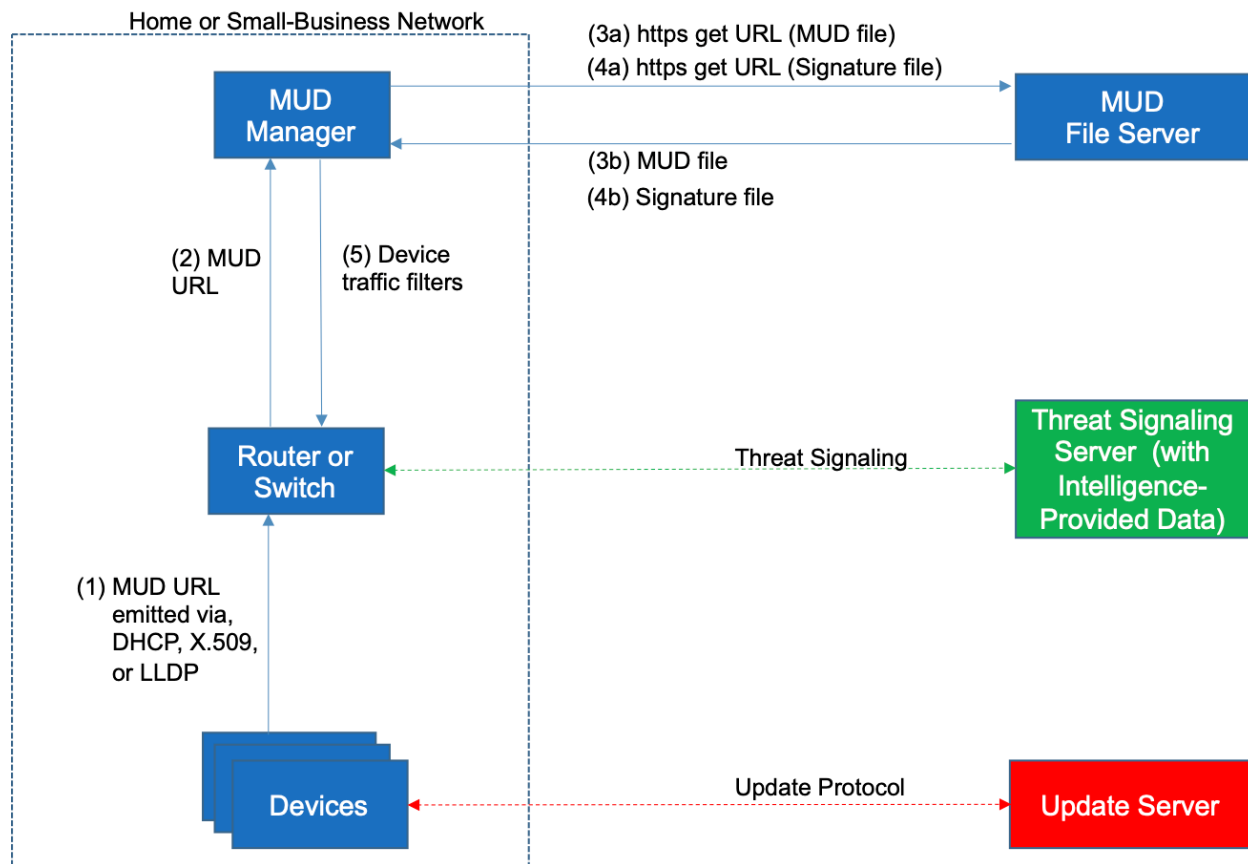 Home or Small-Business Network
(3a) https get URL (MUD file)
(4a) https get URL (Signature file)
MUD
Manager
MUD
File Server
(3b) MUD file
(4b) Signature file
(2) MUD
URL
(5) Device
traffic filters
Router or
Switch
Threat Signaling
Threat Signaling
Server (with
Intelligence-
Provided Data)
(1) MUD URL
emitted via,
DHCP, X.509,
or LLDP
Devices
Update Protocol
Update Server